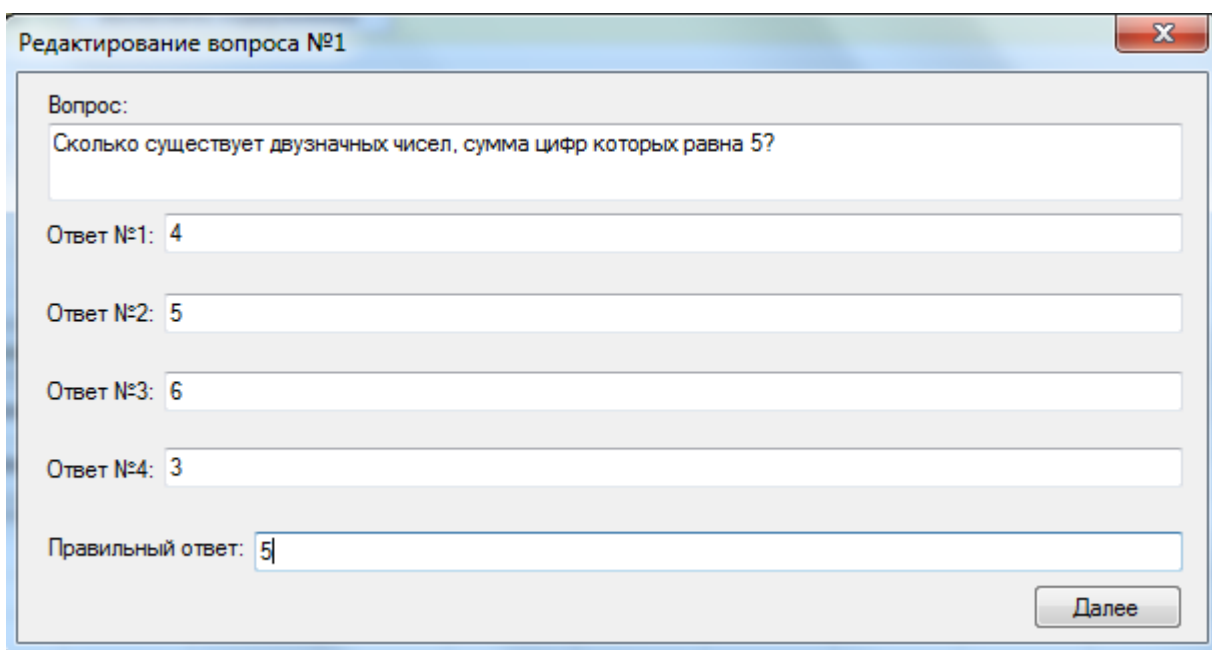 Редактирование вопроса №1
Вопрос:
Сколько существует двузначных чисел, сумма цифр которых равна 5?
Ответ №1: 4
Ответ №2: 5
Ответ №3: 6
Ответ №4: 3
Правильный ответ: 5
Далее